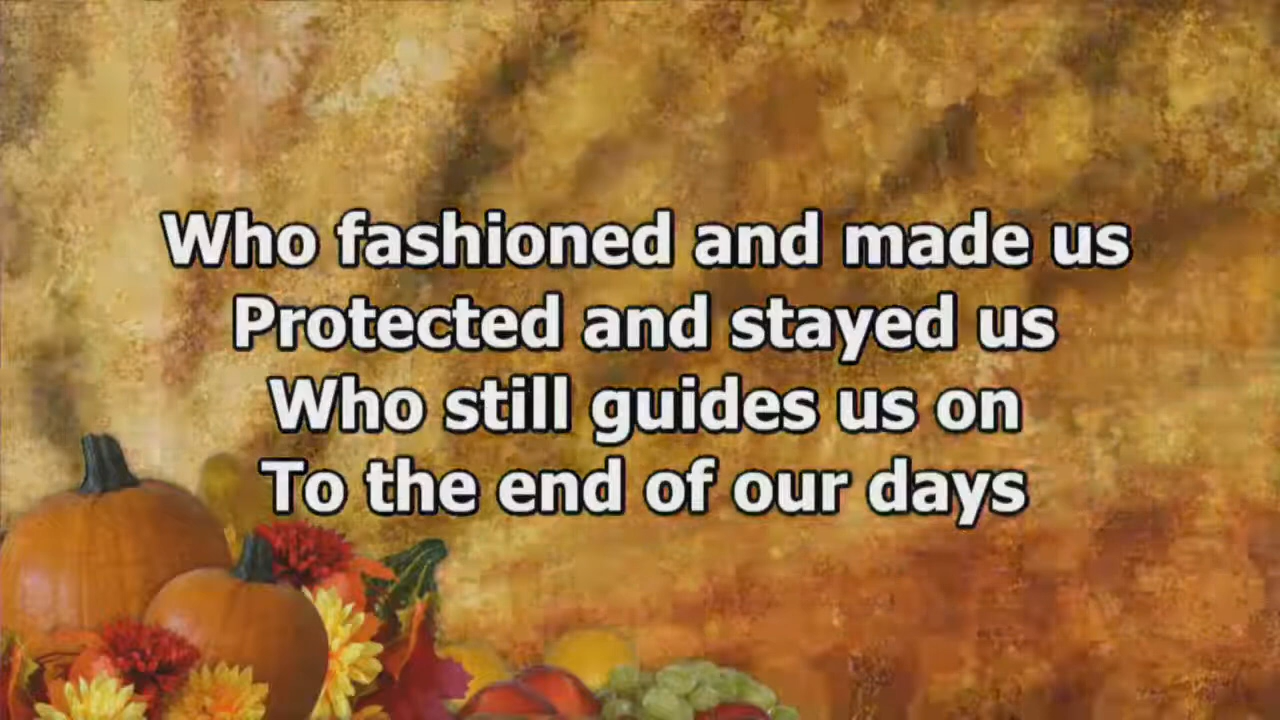 Who fashioned and made us
Protected and stayed us
Who still guides us on
To the end of our days